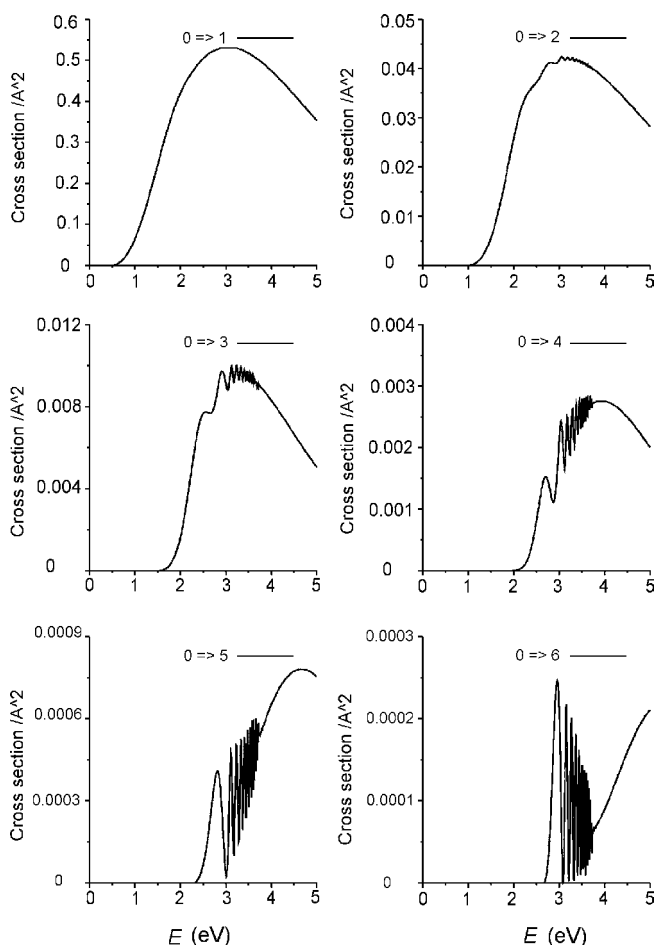 0 => 1
Cross section /A^2
0.6
0.5
0.4
0.3
0.2
0.1
0
0 1 2 3 4 5
0 => 2
Cross section /A^2
0.05
0.04
0.03
0.02
0.01
0
0 1 2 3 4 5
0 => 3
Cross section /A^2
0.012
0.008
0.004
0
0 1 2 3 4 5
0 => 4
Cross section /A^2
0.004
0.003
0.002
0.001
0
0 1 2 3 4 5
0 => 5
Cross section /A^2
0.0009
0.0006
0.0003
0
0 1 2 3 4 5
E (eV)
0 => 6
Cross section /A^2
0.0003
0.0002
0.0001
0
0 1 2 3 4 5
E (eV)